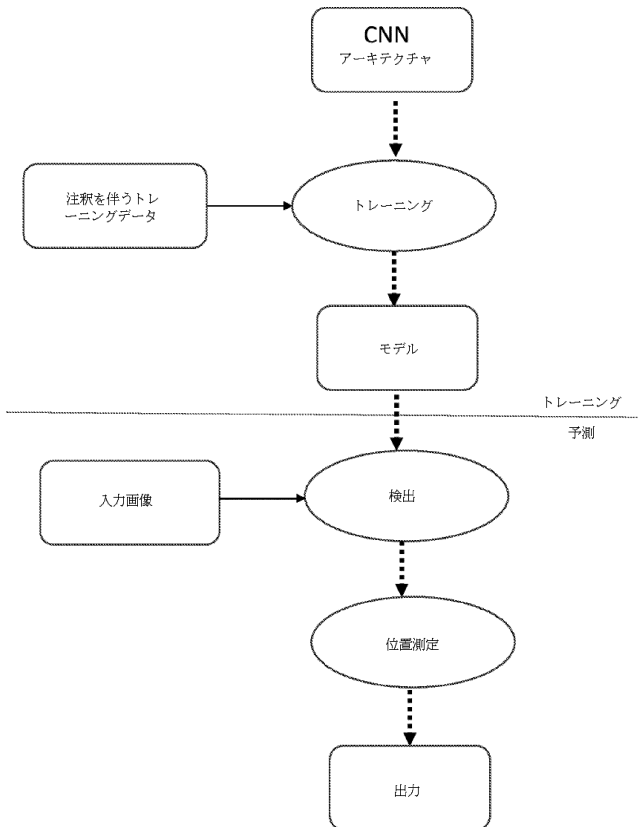 CNN
アーキテクチャ
注釈を伴うトレ
ーニングデータ
トレーニング
モデル
トレーニング
予測
入力画像
検出
位置測定
出力